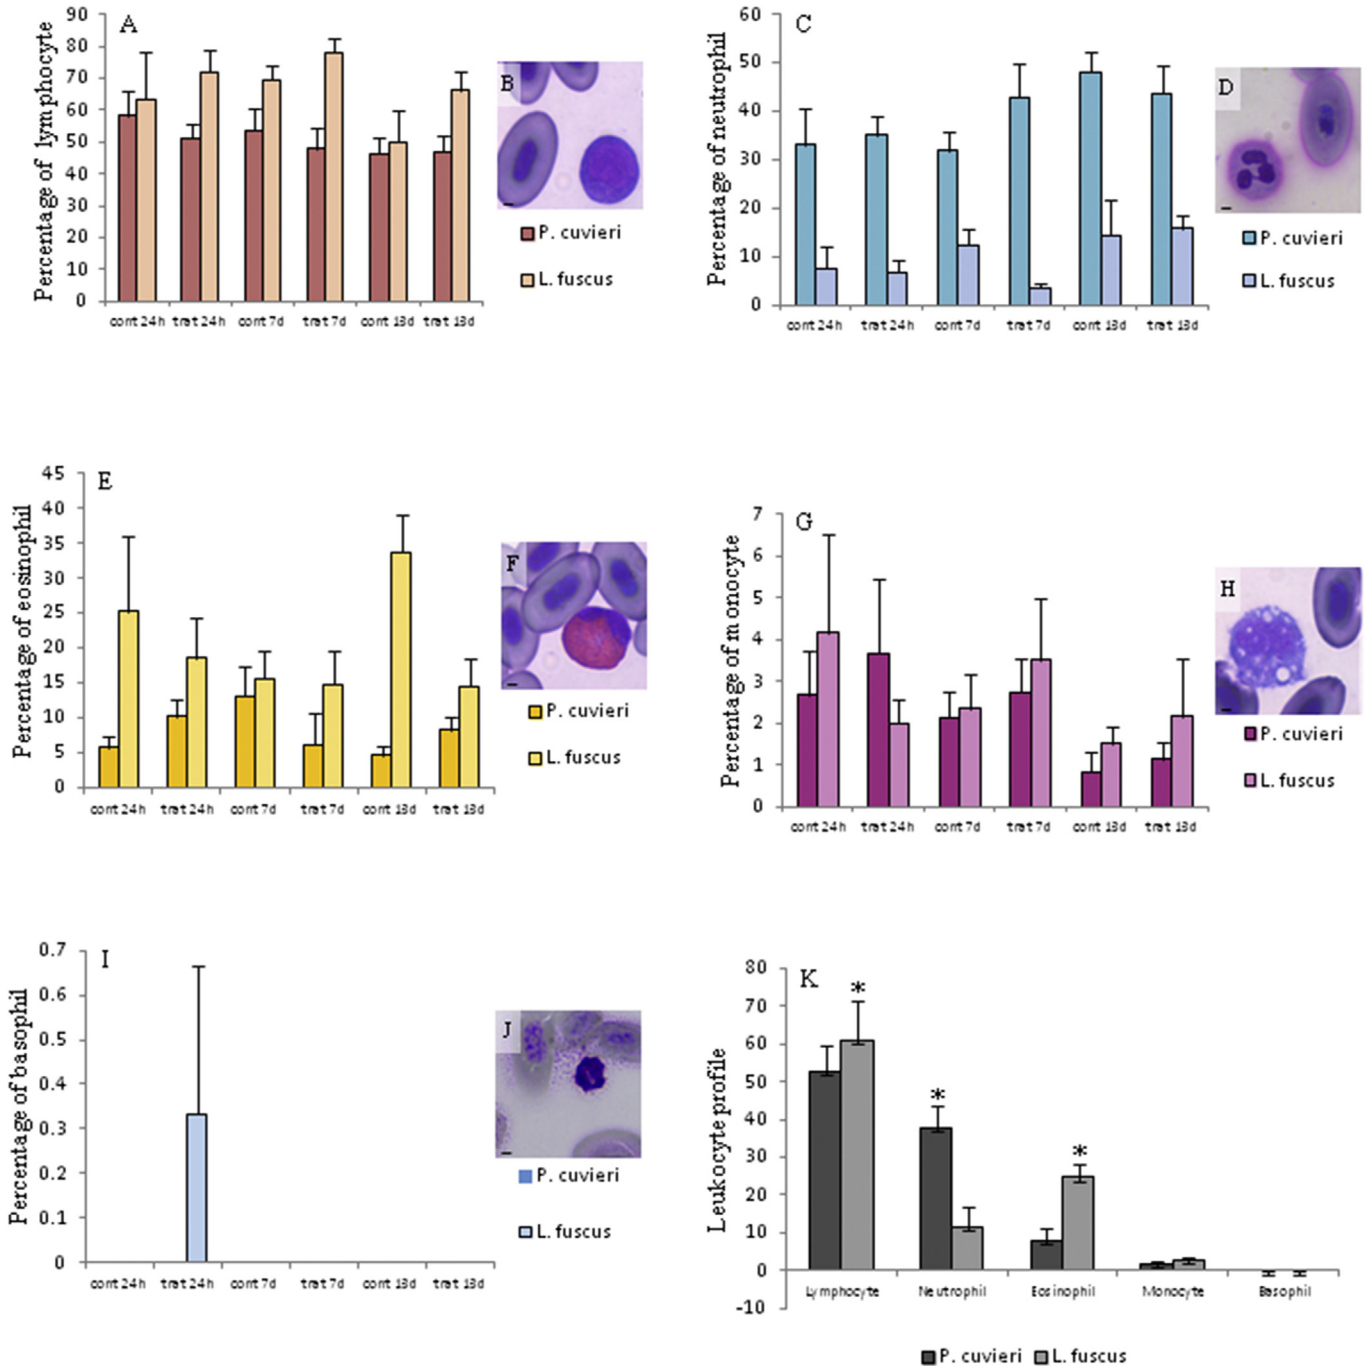 A
Percentage of lymphocyte
90
80
70
60
50
40
30
20
10
0
cont 24h trat 24h cont 7d trat 7d cont 13d trat 13d
B
P. cuvieri
L. fuscus
C
Percentage of neutrophil
60
50
40
30
20
10
0
cont 24h trat 24h cont 7d trat 7d cont 13d trat 13d
D
P. cuvieri
L. fuscus
E
Percentage of eosinophil
45
40
35
30
25
20
15
10
5
0
cont 24h trat 24h cont 7d trat 7d cont 13d trat 13d
F
P. cuvieri
L. fuscus
G
Percentage of monocyte
7
6
5
4
3
2
1
0
cont 24h trat 24h cont 7d trat 7d cont 13d trat 13d
H
P. cuvieri
L. fuscus
I
Percentage of basophil
0.7
0.6
0.5
0.4
0.3
0.2
0.1
0
cont 24h trat 24h cont 7d trat 7d cont 13d trat 13d
J
P. cuvieri
L. fuscus
K
Leukocyte profile
80
70
60
50
40
30
20
10
0
-10
* * *
Lymphocyte Neutrophil Eosinophil Monocyte Basophil
P. cuvieri L. fuscus